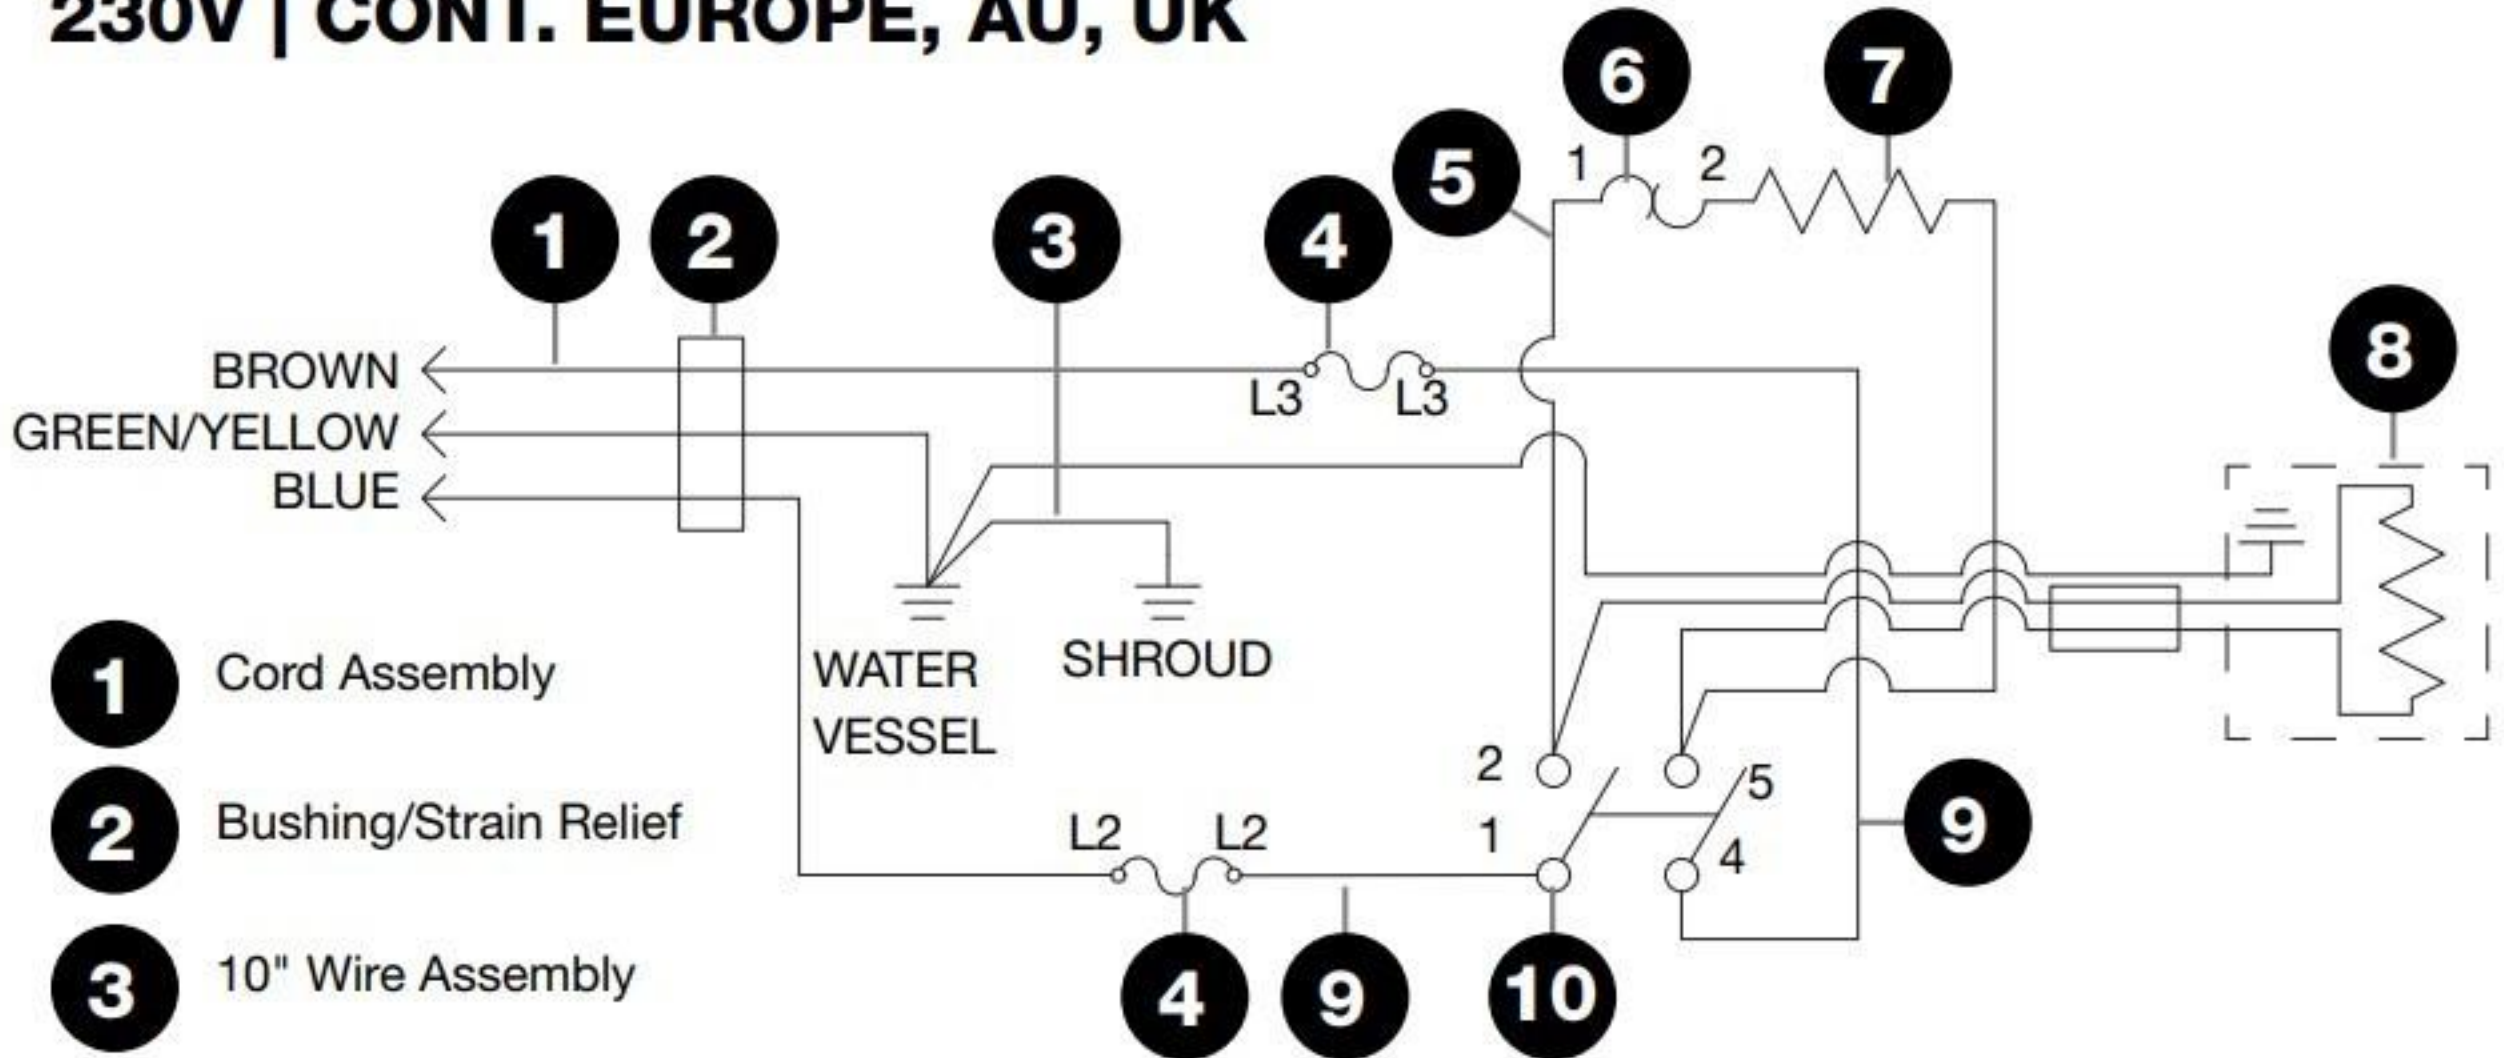 230V | CONT. EUROPE, AU, UK
6
7
5
1
2
1
2
3
4
8
BROWN
L3
L3
GREEN/YELLOW
BLUE
1
Cord Assembly
WATER
VESSEL
SHROUD
2
5
9
2
Bushing/Strain Relief
L2
L2
1
4
3
10" Wire Assembly
4
9
10